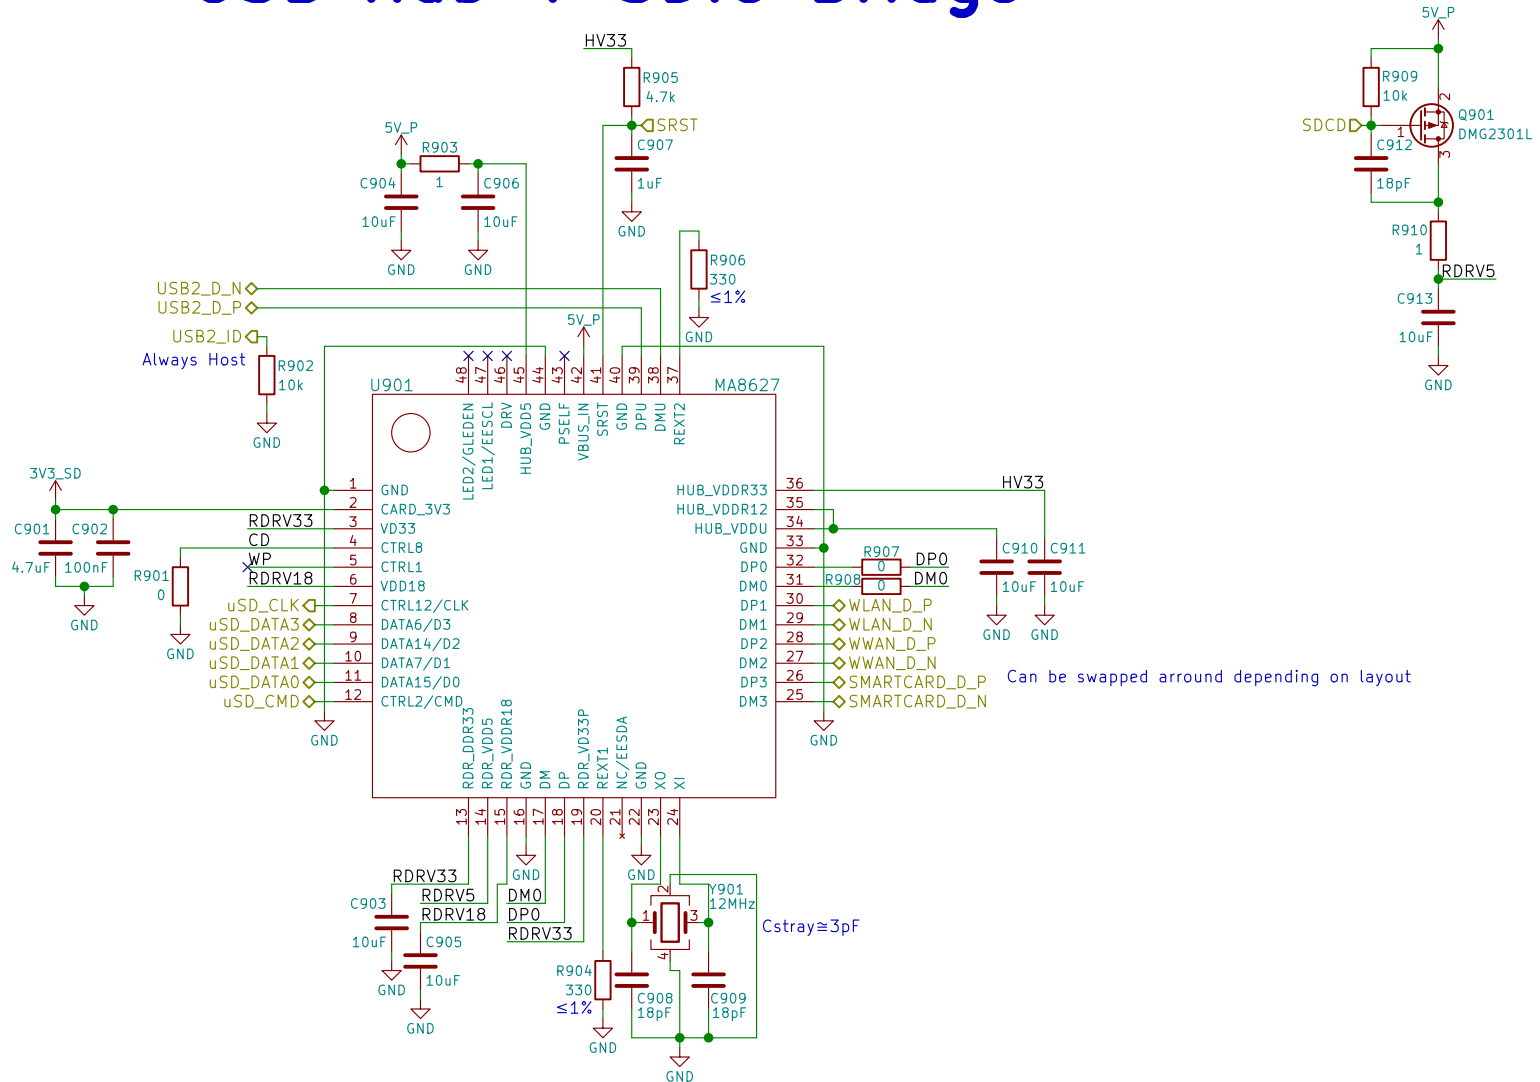 USB Hub + SDIO Bridge
5V_P
HV33
R905
4.7k
SRST
C907
1uF
GND
5V_P
R903
1
C904
10uF
GND
C906
10uF
GND
R909
10k
SDCD
C912
18pF
1
2
3
Q901
DMG2301L
R910
1
RDRV5
C913
10uF
GND
R906
330
≤1%
GND
USB2_D_N
USB2_D_P
USB2_ID
Always Host
R902
10k
GND
5V_P
U901
MA8627
48 47 46 45 44 43 42 41 40 39 38 37
LED2/GLEDEN
LED1/EESCL
DRV
HUB_VDD5
GND
PSELF
VBUS_IN
SRST
GND
DPU
DMU
REXT2
3V3_SD
C901
4.7uF
C902
100nF
GND
R901
0
GND
RDRV33
CD
WP
RDRV18
uSD_CLK
uSD_DATA3
uSD_DATA2
uSD_DATA1
uSD_DATA0
uSD_CMD
GND
1 GND
2 CARD_3V3
3 VD33
4 CTRL8
5 CTRL1
6 VDD18
7 CTRL12/CLK
8 DATA6/D3
9 DATA14/D2
10 DATA7/D1
11 DATA15/D0
12 CTRL2/CMD
HUB_VDDR33 36
HUB_VDDR12 35
HUB_VDDU 34
GND 33
DP0 32
DM0 31
DP1 30
DM1 29
DP2 28
DM2 27
DP3 26
DM3 25
HV33
R907
0
DP0
R908
0
DM0
WLAN_D_P
WLAN_D_N
WWAN_D_P
WWAN_D_N
SMARTCARD_D_P
SMARTCARD_D_N
GND
C910
10uF
GND
C911
10uF
GND
Can be swapped arround depending on layout
RDR_DDR33
RDR_VDD5
RDR_VDDR18
GND
DM
DP
RDR_VD33P
REXT1
NC/EESDA
GND
XO
XI
13 14 15 16 17 18 19 20 21 22 23 24
GND
GND
RDRV33
RDRV5
RDRV18
DM0
DP0
RDRV33
C903
10uF
GND
C905
10uF
GND
R904
330
≤1%
GND
Y901
12MHz
1
2
3
4
Cstray≅3pF
C908
18pF
C909
18pF
GND